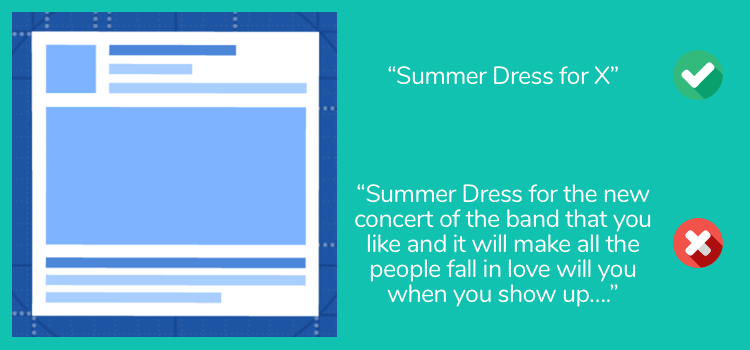 “Summer Dress for X”
“Summer Dress for the new
concert of the band that you
like and it will make all the
people fall in love will you
when you show up....”